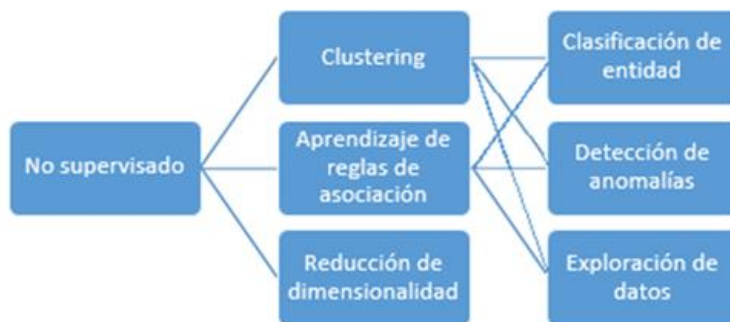 No supervisado
Clustering
Aprendizaje de
reglas de
asociación
Reducción de
dimensionalidad
Clasificación de
entidad
Detección de
anomalías
Exploración de
datos